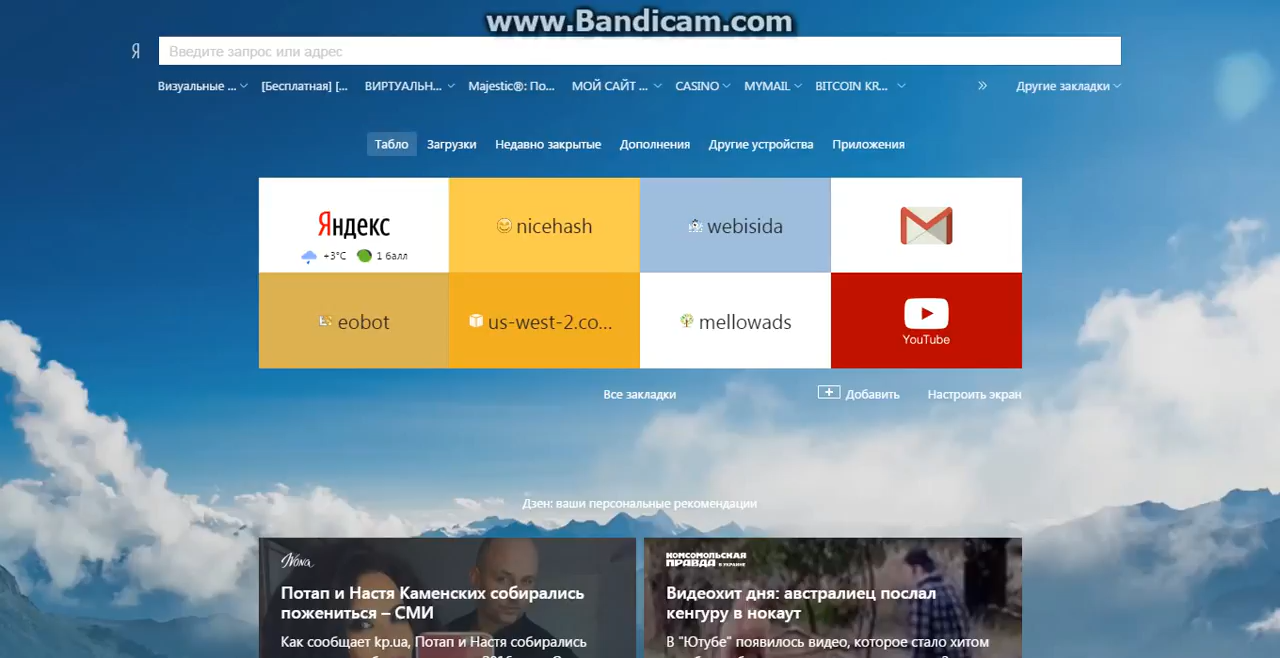 www.Bandicam.com
Я Введите запрос или адрес
Визуальные ... [Бесплатная] [... ВИРТУАЛЬН... Majestic®: По... МОЙ САЙТ ... CASINO MYMAIL BITCOIN KR... » Другие закладки
Табло Загрузки Недавно закрытые Дополнения Другие устройства Приложения
Яндекс
+3°C 1 балл
nicehash
webisida
eobot
us-west-2.co...
mellowads
YouTube
Все закладки Добавить Настроить экран
Дзен: ваши персональные рекомендации
Ivona
Потап и Настя Каменских собирались
пожениться – СМИ
Как сообщает kp.ua, Потап и Настя собирались
КОМСОМОЛЬСКАЯ
ПРАВДА В УКРАИНЕ
Видеохит дня: австралиец послал
кенгуру в нокаут
В "Ютубе" появилось видео, которое стало хитом